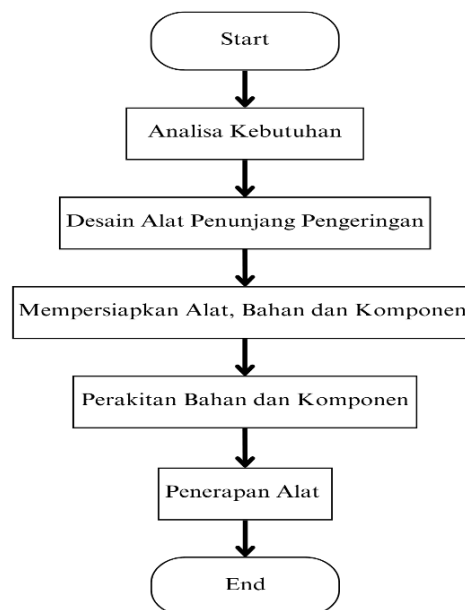 Start
Analisa Kebutuhan
Desain Alat Penunjang Pengeringan
Mempersiapkan Alat, Bahan dan Komponen
Perakitan Bahan dan Komponen
Penerapan Alat
End